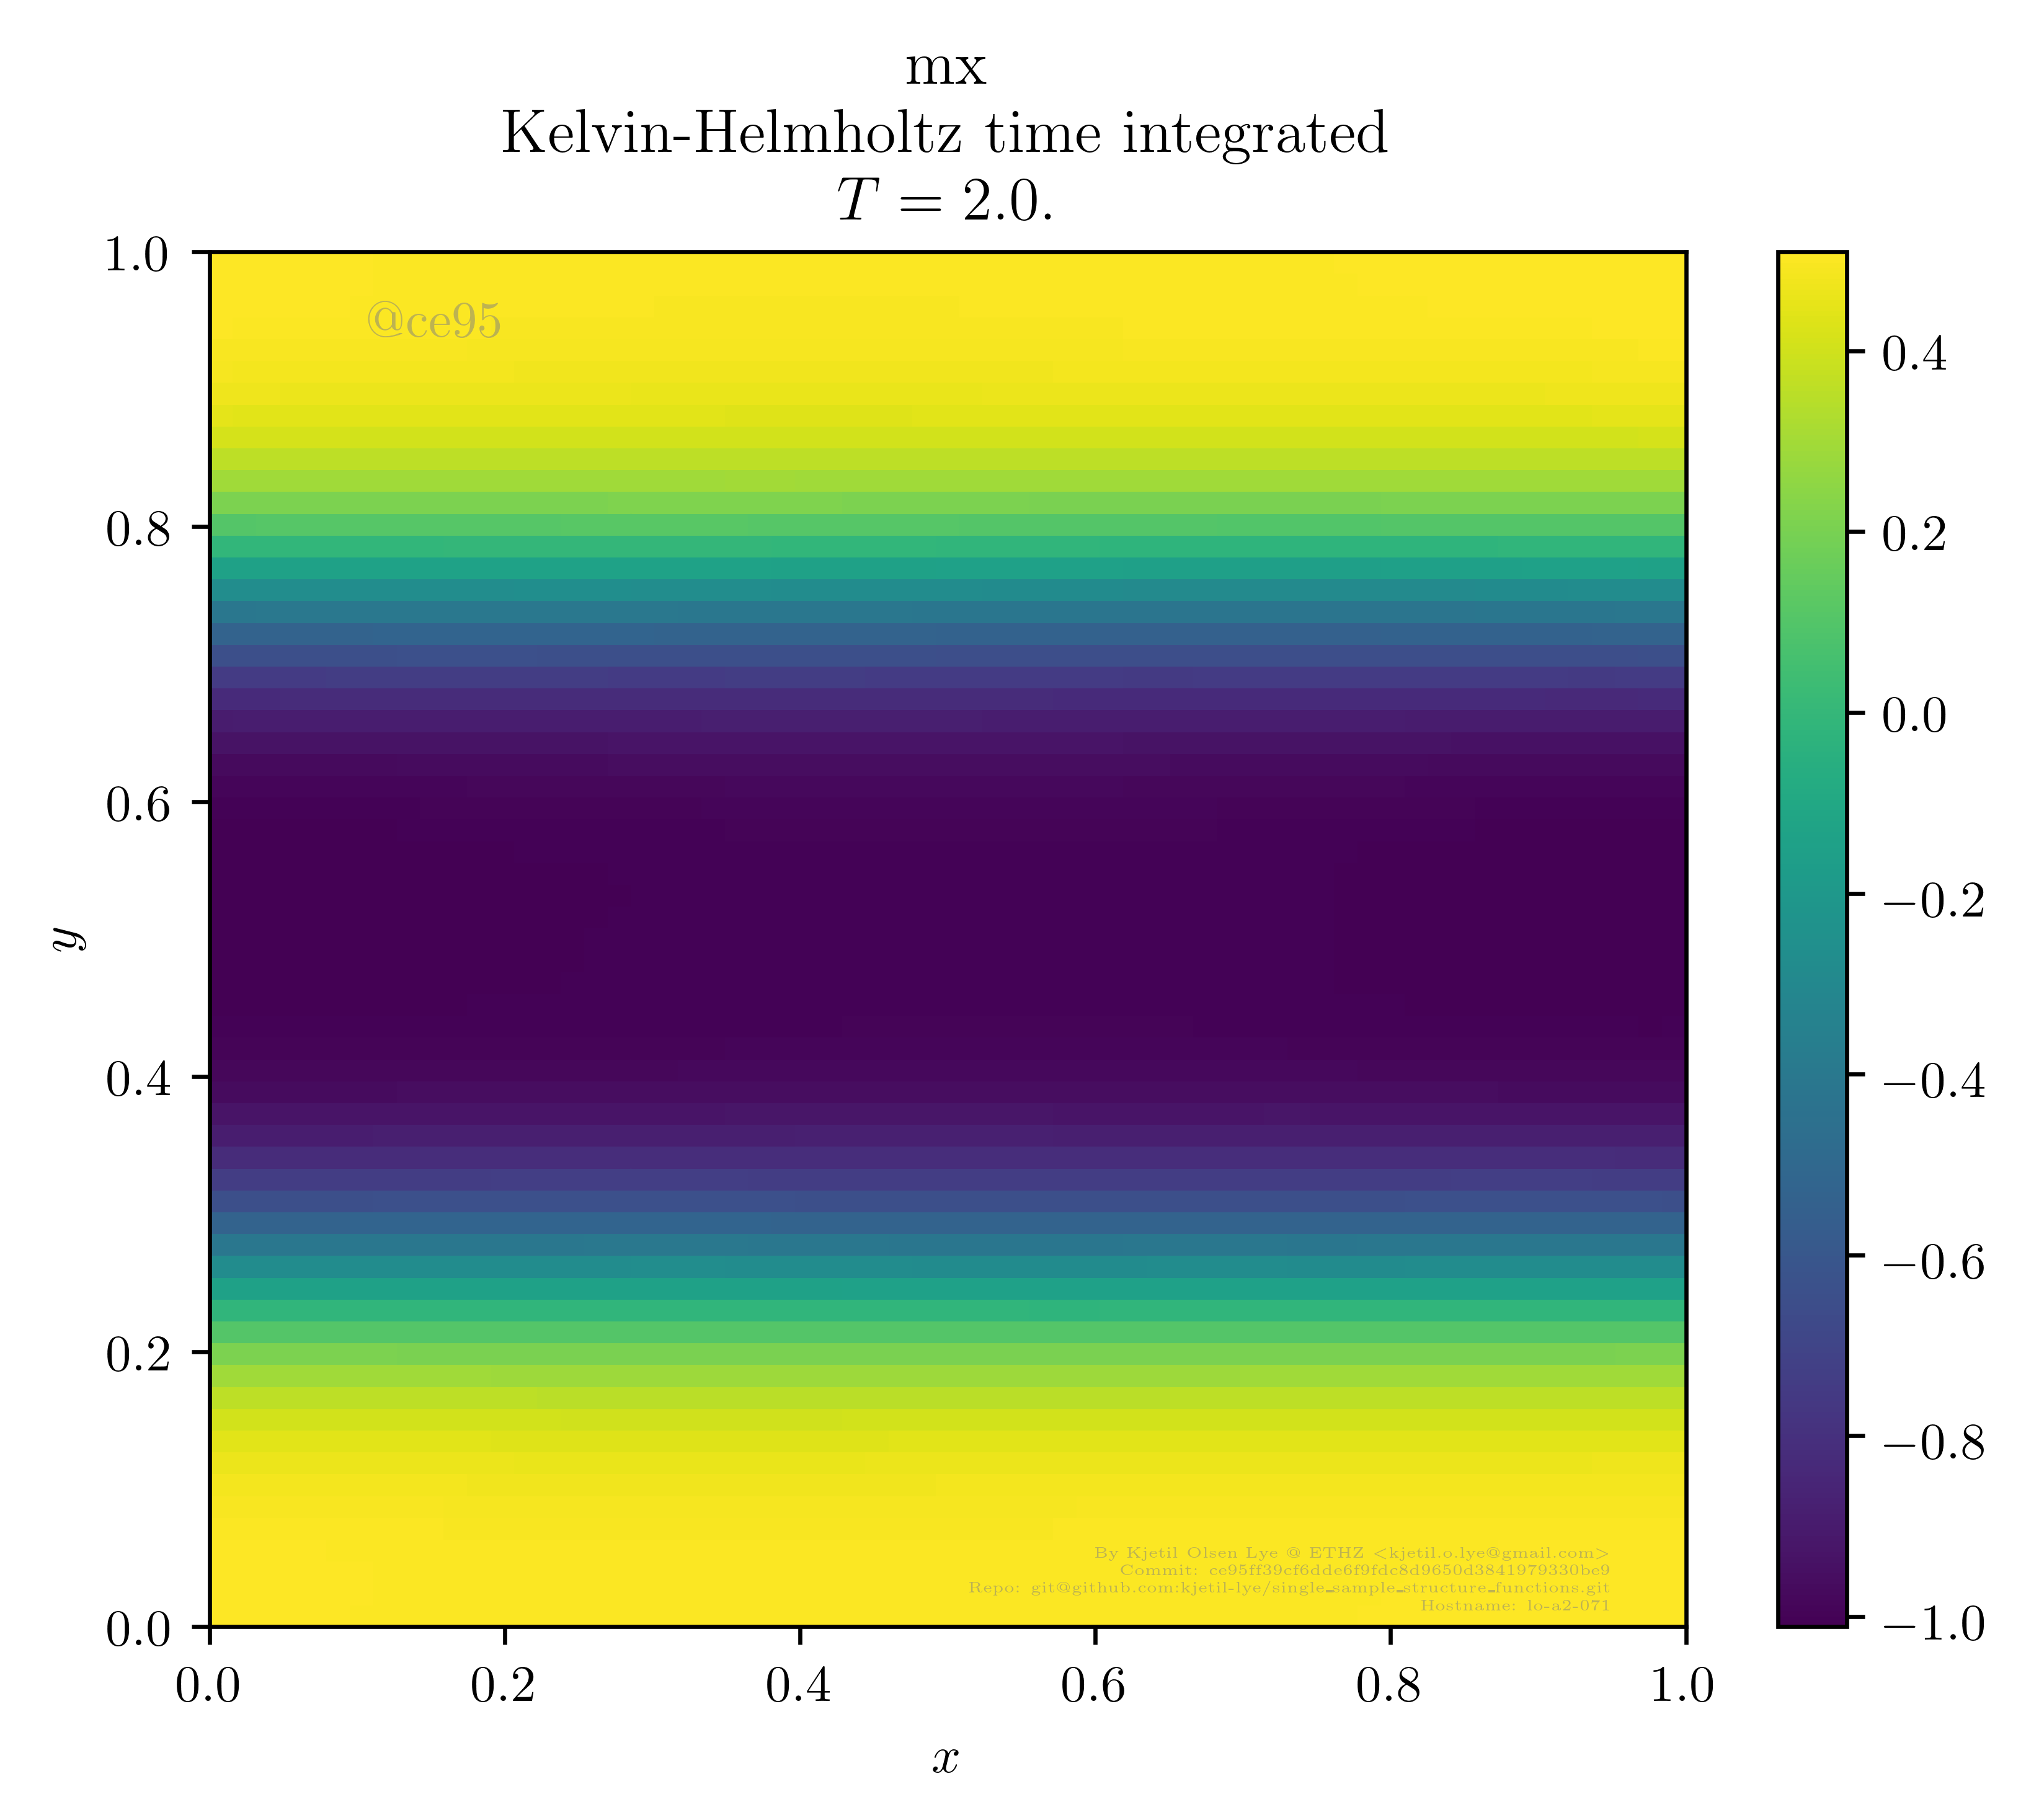 mx
Kelvin-Helmholtz time integrated
T = 2.0.
1.0
0.8
0.6
0.4
0.2
0.0
y
@ce95
By Kjetil Olsen Lye @ ETHZ <kjetil.o.lye@gmail.com>
Commit: ce95ff39cf6dde6f9fdc8d9650d3841979330be9
Repo: git@github.com:kjetil-lye/single_sample_structure_functions.git
Hostname: lo-a2-071
0.0 0.2 0.4 0.6 0.8 1.0
x
0.4
0.2
0.0
−0.2
−0.4
−0.6
−0.8
−1.0